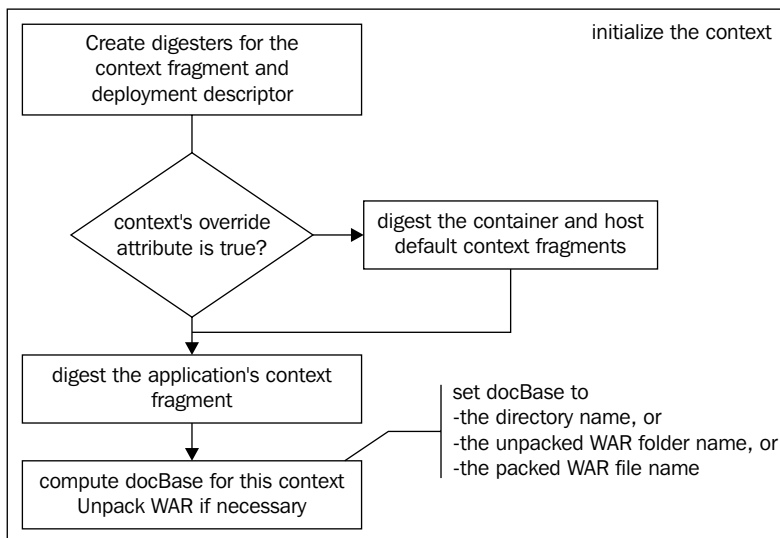 initialize the context
Create digesters for the
context fragment and
deployment descriptor
context's override
attribute is true?
digest the container and host
default context fragments
digest the application's context
fragment
set docBase to
-the directory name, or
-the unpacked WAR folder name, or
-the packed WAR file name
compute docBase for this context
Unpack WAR if necessary